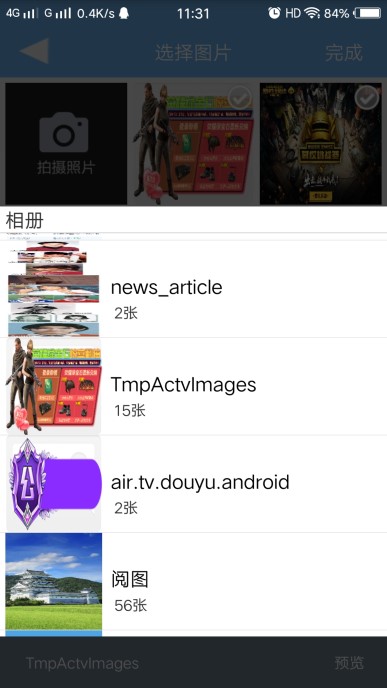 4G G 0.4K/s 11:31 HD 84%
选择图片 完成
拍摄照片
相册
news_article
2张
TmpActvImages
15张
air.tv.douyu.android
2张
阅图
56张
TmpActvImages 预览